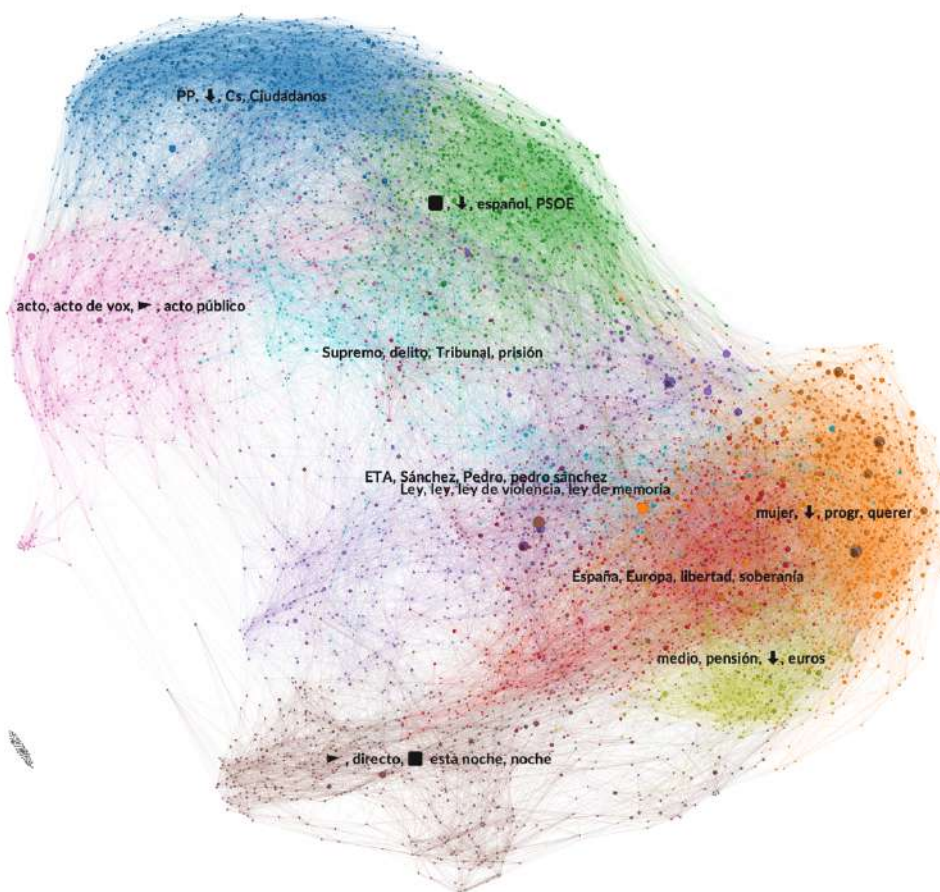 PP, ⬇, Cs, Ciudadanos
■, ⬇, español, PSOE
acto, acto de vox, ►, acto público
Supremo, delito, Tribunal, prisión
ETA, Sánchez, Pedro, pedro sánchez
Ley, ley, ley de violencia, ley de memoria
mujer, ⬇, progr, querer
España, Europa, libertad, soberanía
medio, pensión, ⬇, euros
►, directo, ■ esta noche, noche